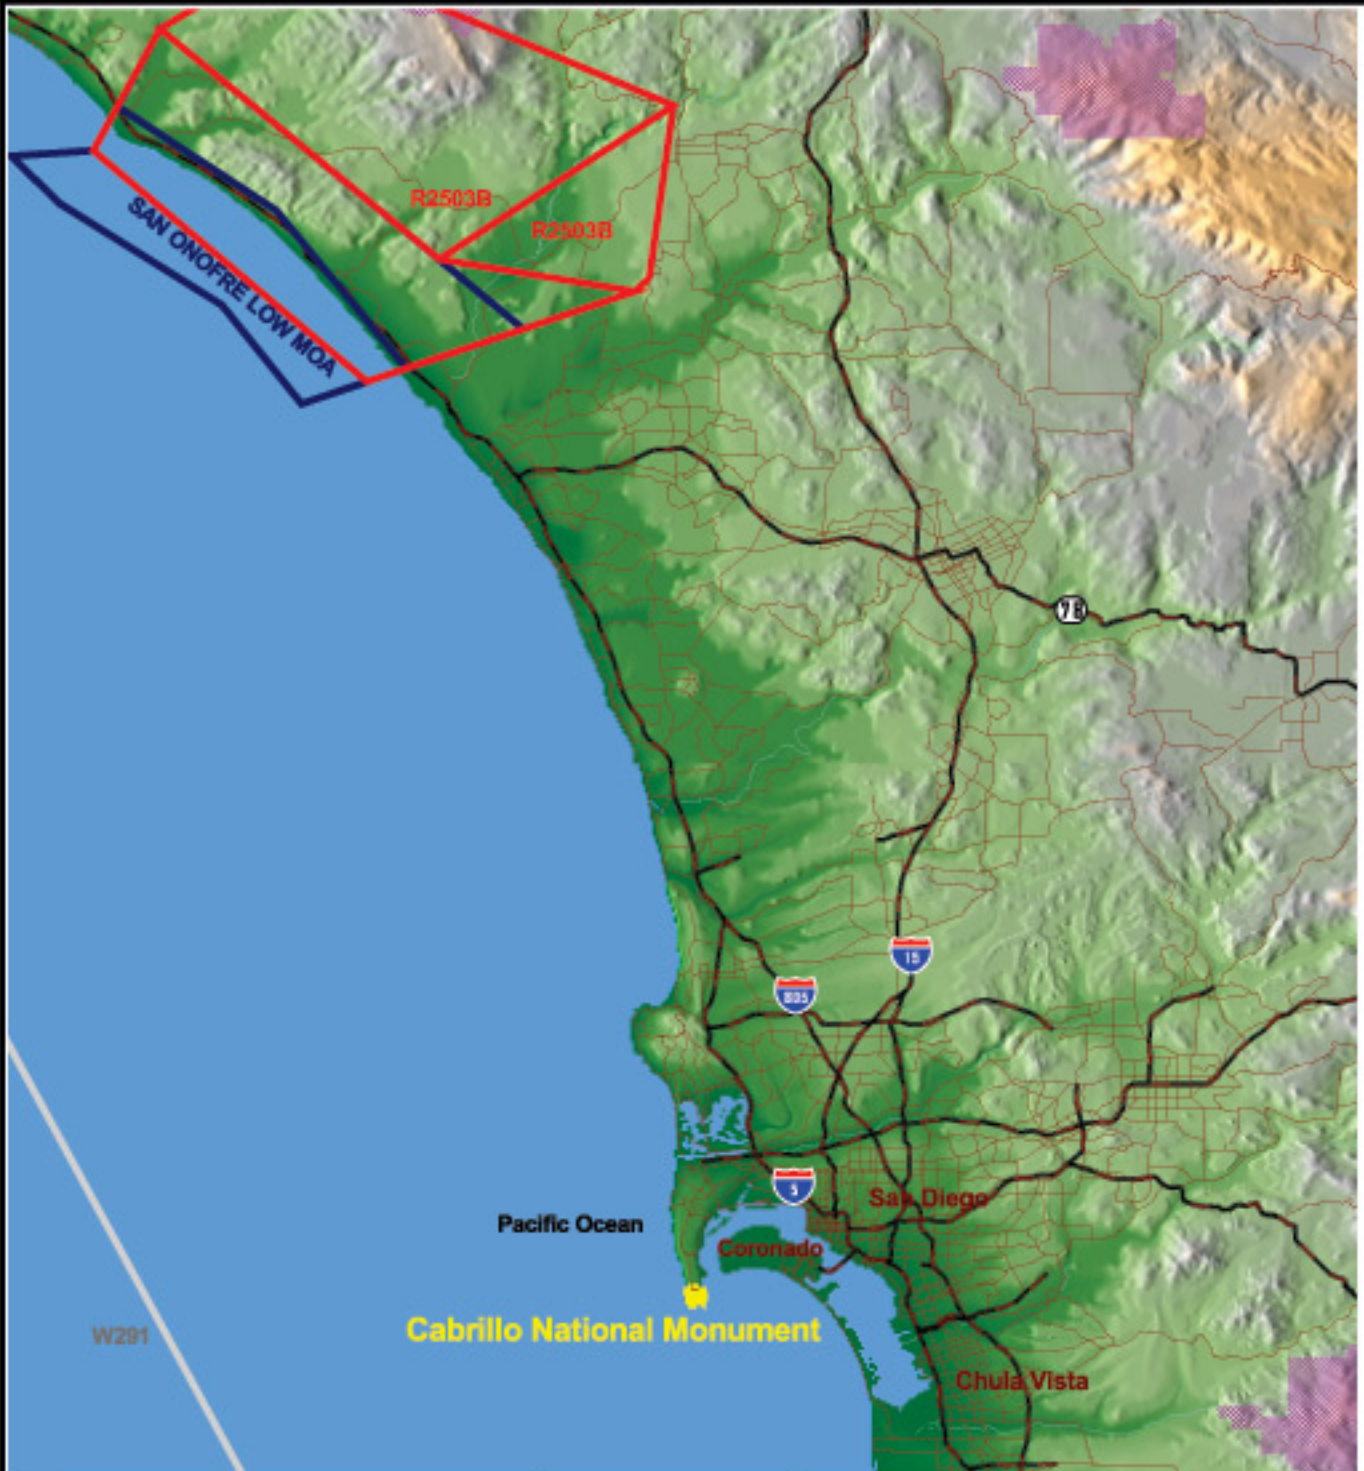 R2503B
R2503B
SAN ONOFRE LOW MOA
78
15
805
5
San Diego
Pacific Ocean
Coronado
Cabrillo National Monument
W291
Chula Vista